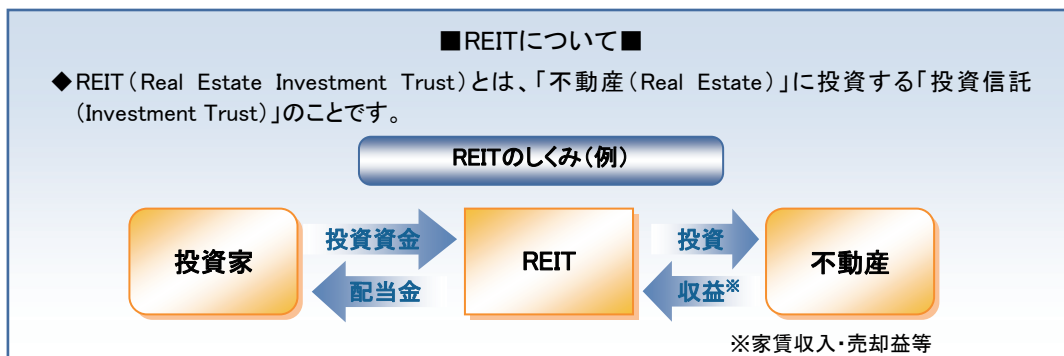 ■REITについて■
◆REIT(Real Estate Investment Trust)とは、「不動産(Real Estate)」に投資する「投資信託
(Investment Trust)」のことです。
REITのしくみ(例)
投資家
投資資金
配当金
REIT
投資
収益※
不動産
※家賃収入・売却益等